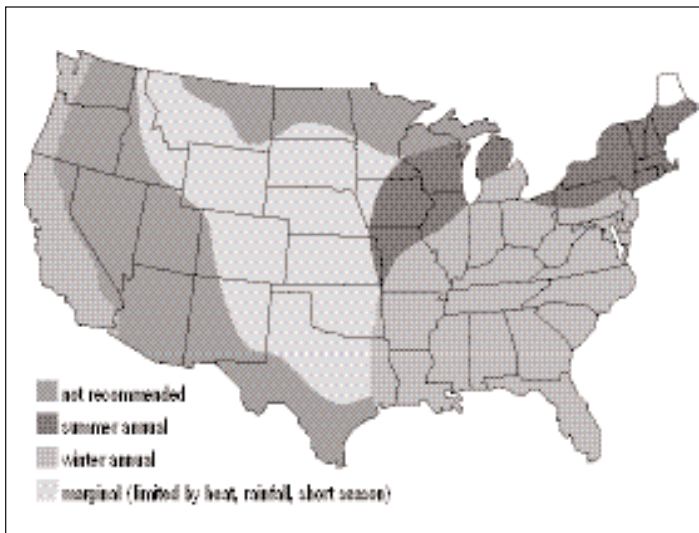 not recommended
summer annual
winter annual
marginal (limited by heat, rainfall, short season)